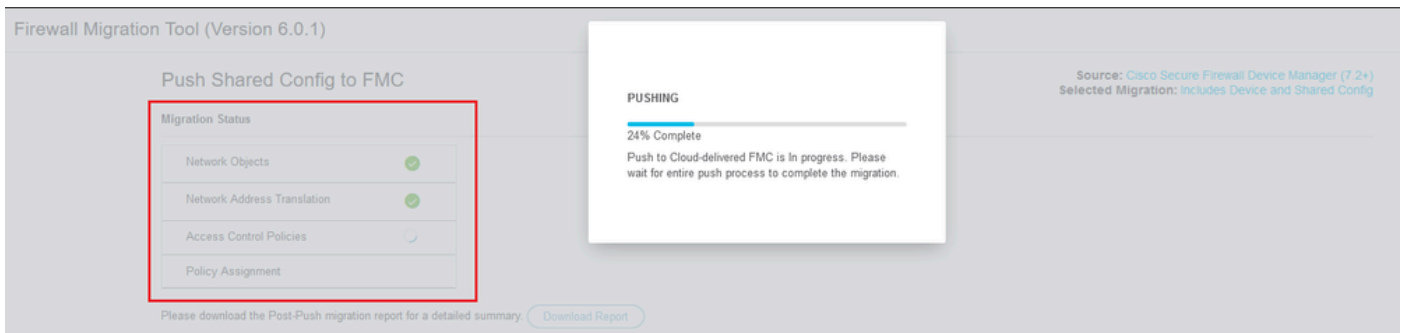 Firewall Migration Tool (Version 6.0.1)
Push Shared Config to FMC
Source: Cisco Secure Firewall Device Manager (7.2+)
Selected Migration: Includes Device and Shared Config
Migration Status
Network Objects
Network Address Translation
Access Control Policies
Policy Assignment
PUSHING
24% Complete
Push to Cloud-delivered FMC is In progress. Please
wait for entire push process to complete the migration.
Please download the Post-Push migration report for a detailed summary. Download Report